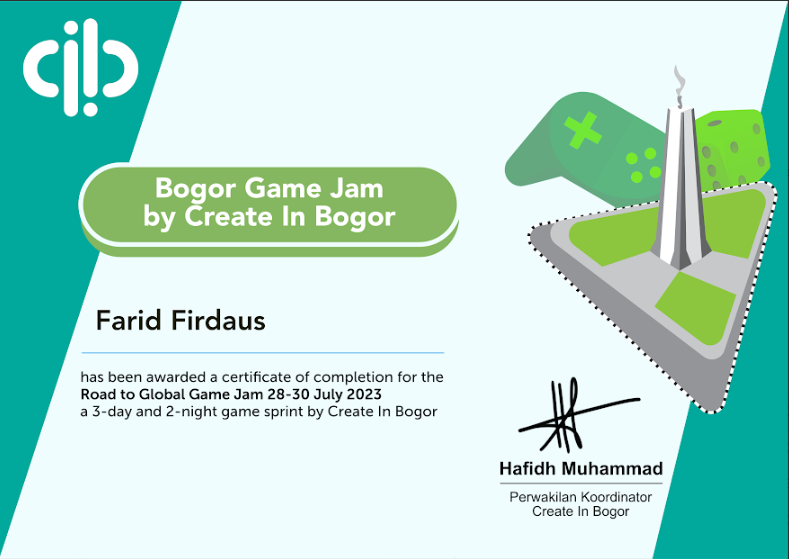 cib
Bogor Game Jam
by Create In Bogor
Farid Firdaus
has been awarded a certificate of completion for the
Road to Global Game Jam 28-30 July 2023
a 3-day and 2-night game sprint by Create In Bogor
Hafidh Muhammad
Perwakilan Koordinator
Create In Bogor